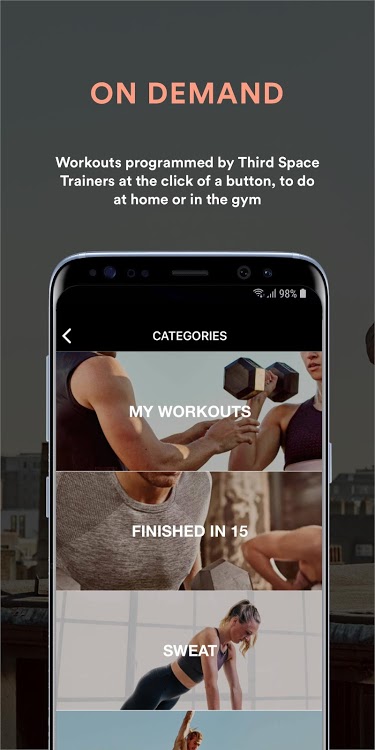 ON DEMAND
Workouts programmed by Third Space
Trainers at the click of a button, to do
at home or in the gym
98%
CATEGORIES
MY WORKOUTS
FINISHED IN 15
SWEAT